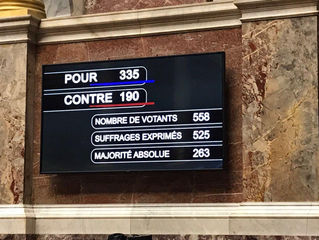 POUR 335
CONTRE 190
NOMBRE DE VOTANTS 558
SUFFRAGES EXPRIMÉS 525
MAJORITÉ ABSOLUE 263